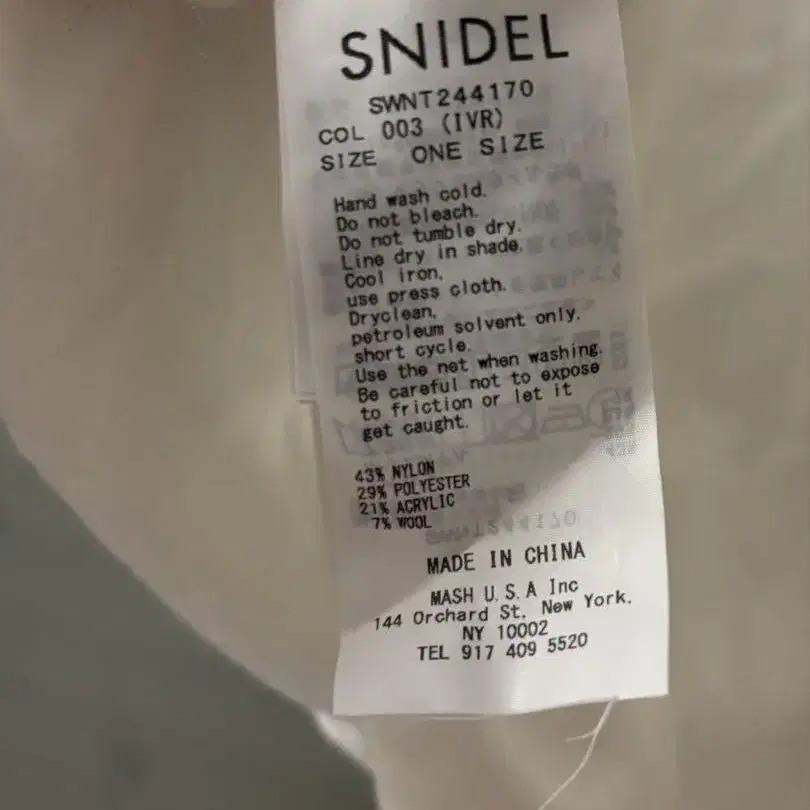 SNIDEL
SWNT244170
COL 003 (IVR)
SIZE ONE SIZE
Hand wash cold.
Do not bleach.
Do not tumble dry.
Line dry in shade.
Cool iron,
use press cloth.
Dryclean,
petroleum solvent only.
short cycle.
Use the net when washing.
Be careful not to expose
to friction or let it
get caught.
43% NYLON
29% POLYESTER
21% ACRYLIC
7% WOOL
MADE IN CHINA
MASH U.S.A Inc
144 Orchard St, New York.
NY 10002
TEL 917 409 5520